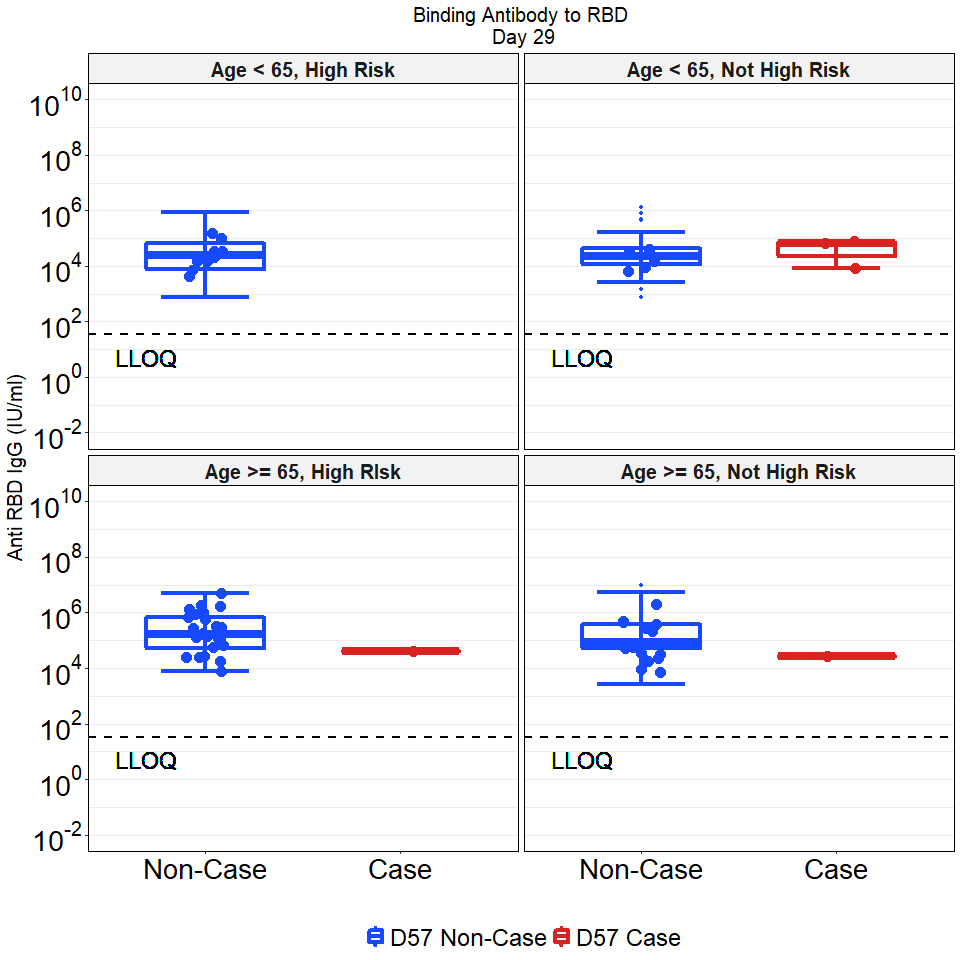 Binding Antibody to RBD
Day 29
Age < 65, High Risk
Age < 65, Not High Risk
10^10
10^8
10^6
10^4
10^2
10^0
10^-2
LLOQ
LLOQ
Anti RBD IgG (IU/ml)
Age >= 65, High RIsk
Age >= 65, Not High Risk
10^10
10^8
10^6
10^4
10^2
10^0
10^-2
LLOQ
LLOQ
Non-Case Case Non-Case Case
D57 Non-Case D57 Case